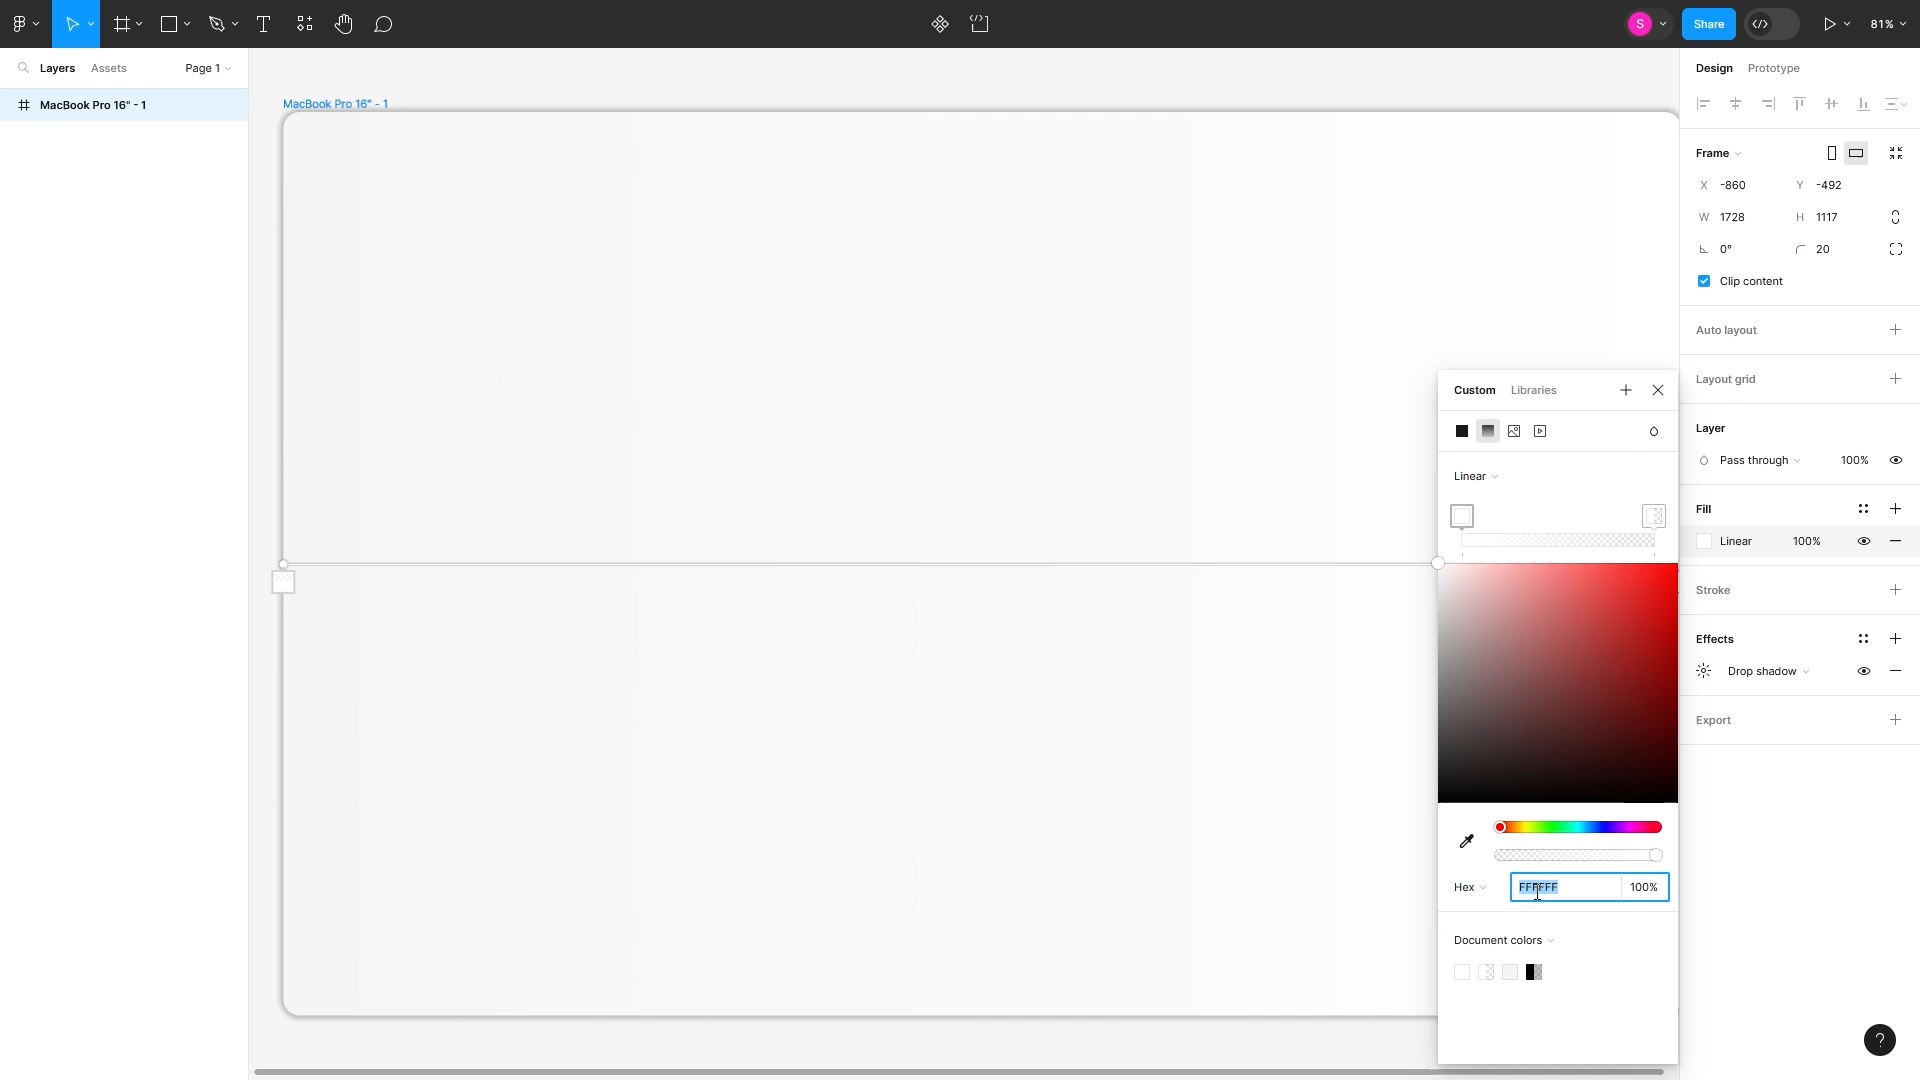 S
Share
81%
Layers
Assets
Page 1
MacBook Pro 16" - 1
MacBook Pro 16" - 1
Design
Prototype
Frame
X
-860
Y
-492
W
1728
H
1117
0°
20
Clip content
Auto layout
Layout grid
Layer
Pass through
100%
Fill
Linear
100%
Stroke
Effects
Drop shadow
Export
Custom
Libraries
Linear
Hex
FFFFFF
100%
Document colors
?